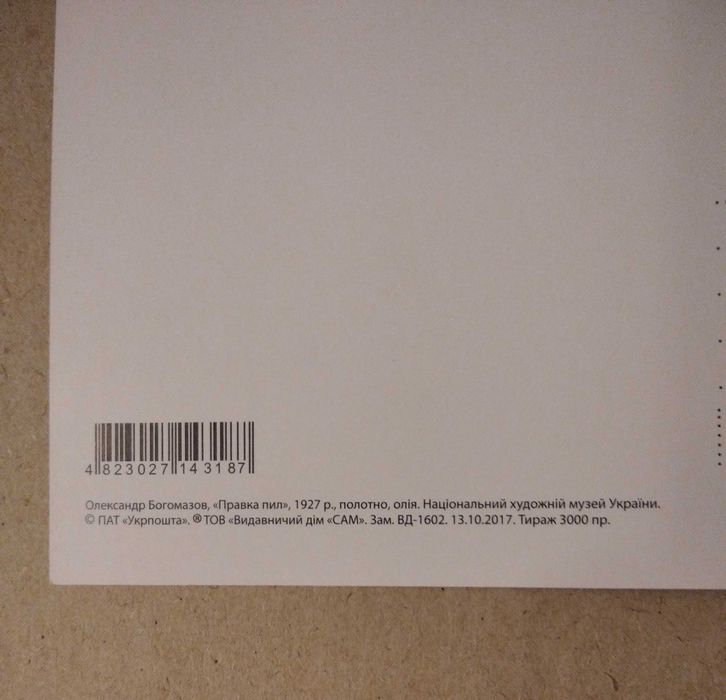 4 823027 143187
Олександр Богомазов, «Правка пил», 1927 р., полотно, олія. Національний художній музей України.
© ПАТ «Укрпошта». ® ТОВ «Видавничий дім «САМ». Зам. ВД-1602. 13.10.2017. Тираж 3000 пр.